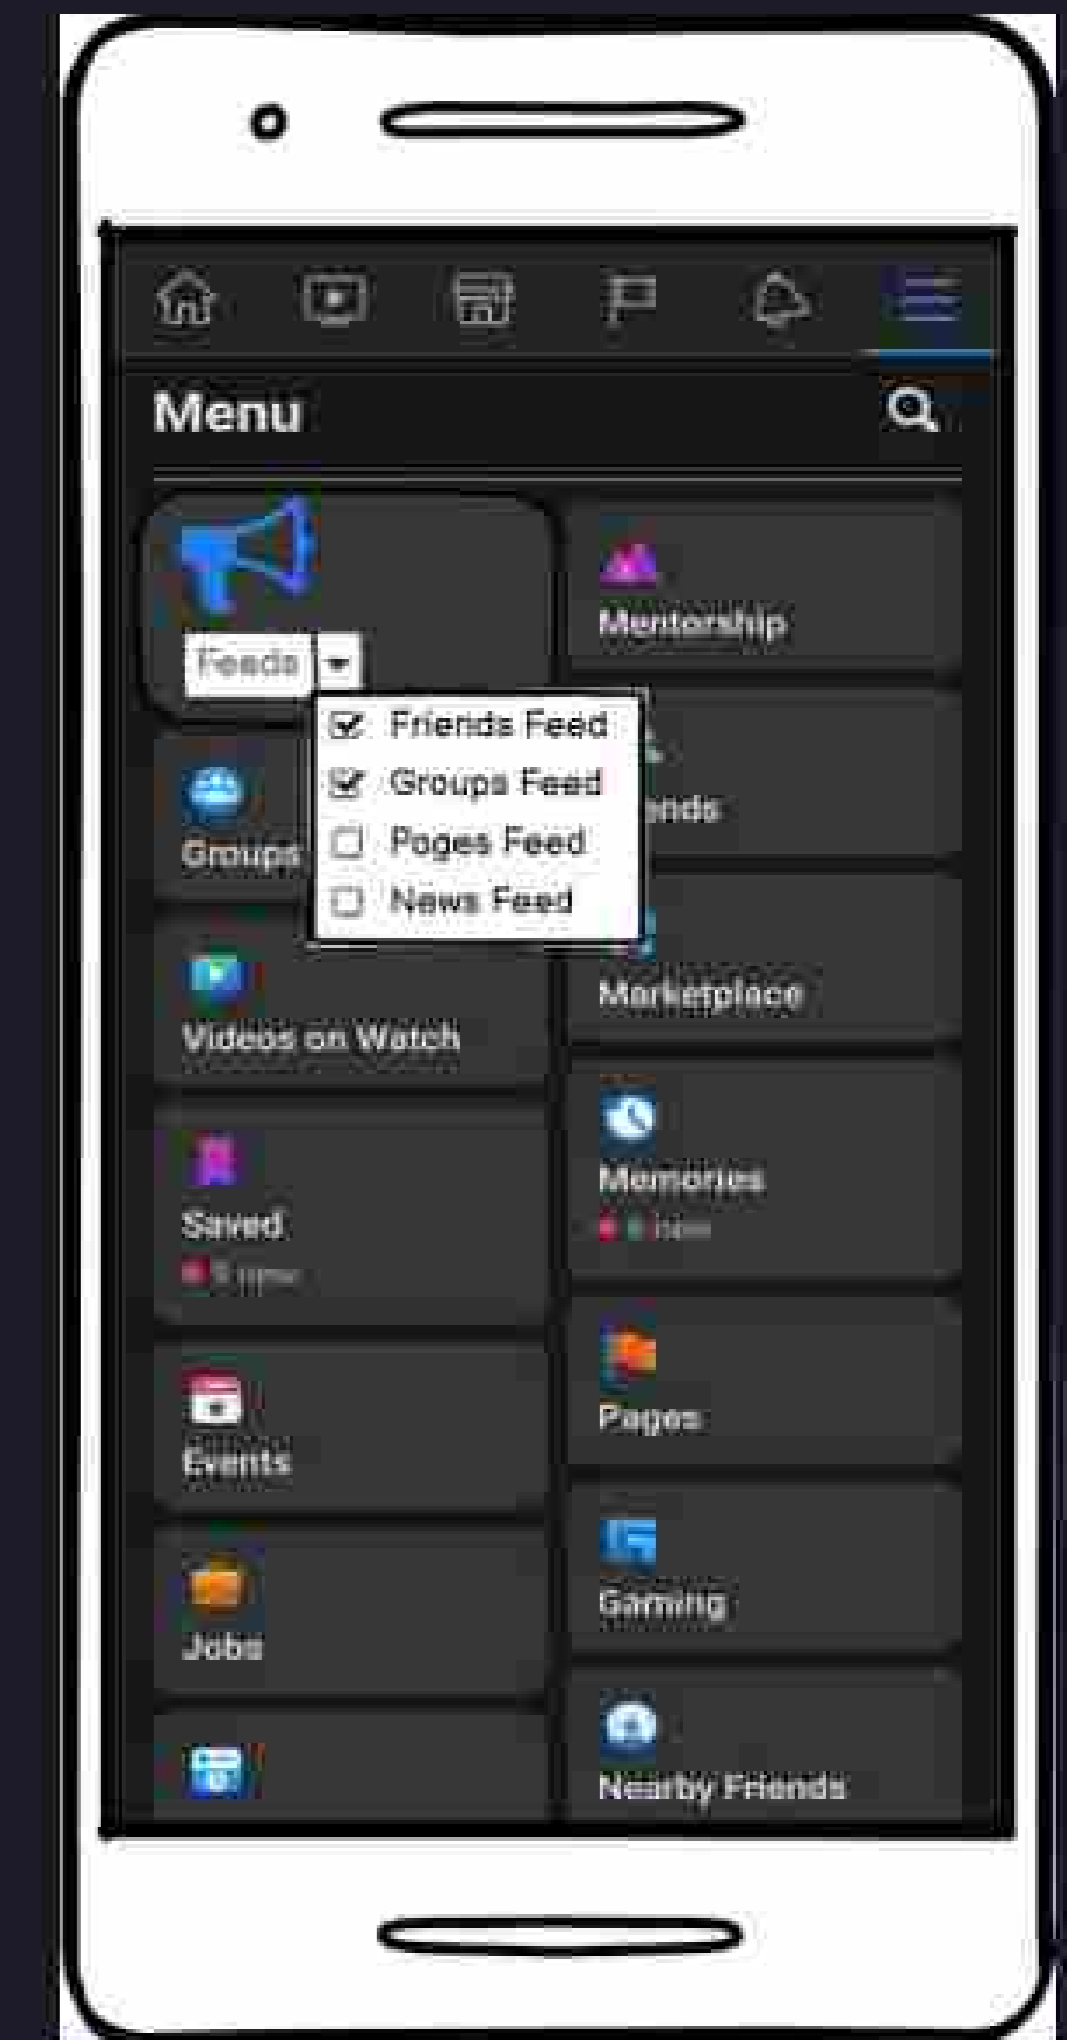 Menu
Feeds
Friends Feed
Groups Feed
Pages Feed
News Feed
Groups
Videos on Watch
Saved
Events
Jobs
Mentorship
Marketplace
Memories
Pages
Gaming
Nearby Friends